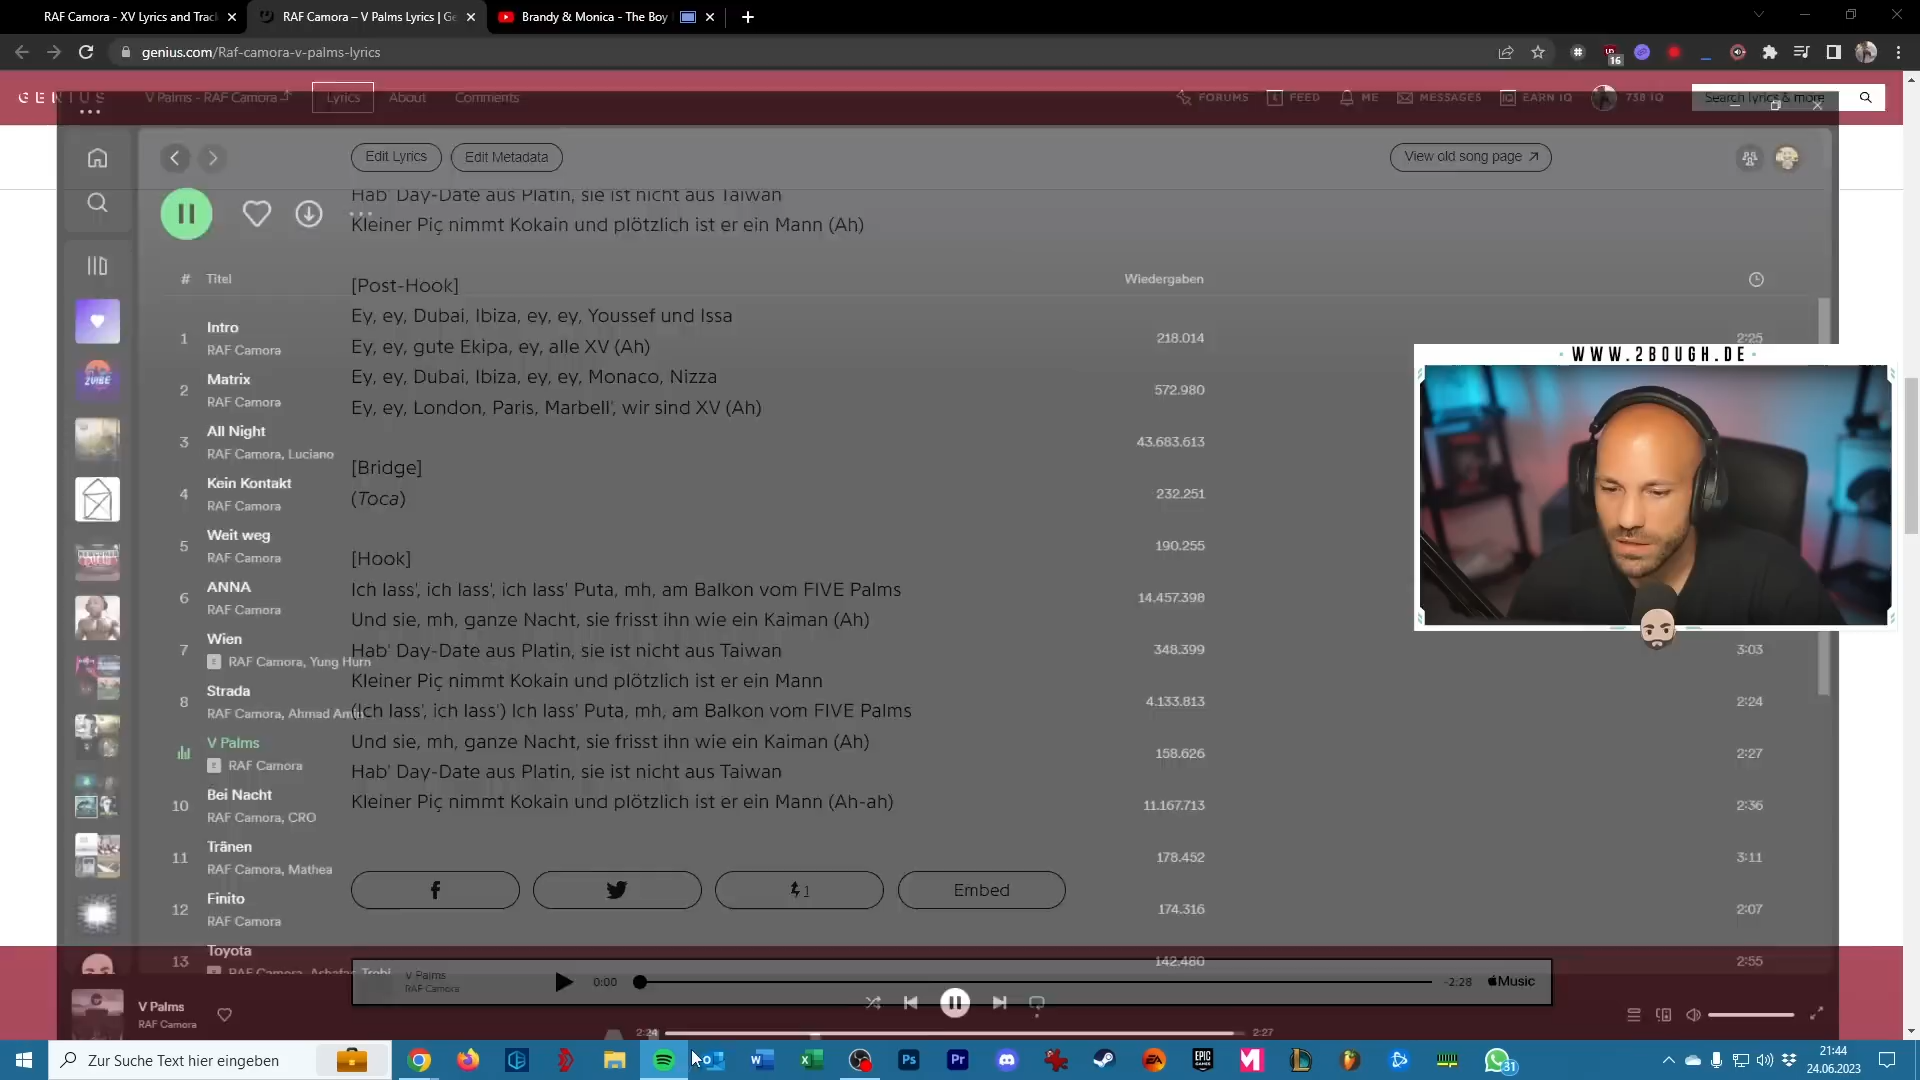 RAF Camora - XV Lyrics and Track
RAF Camora – V Palms Lyrics | Ge
Brandy & Monica - The Boy
genius.com/Raf-camora-v-palms-lyrics
16
GENIUS
V Palms - RAF Camora
Lyrics
About
Comments
FORUMS
FEED
ME
MESSAGES
EARN IQ
738 IQ
Search lyrics & more
Edit Lyrics
Edit Metadata
View old song page
Hab' Day-Date aus Platin, sie ist nicht aus Taiwan
Kleiner Piç nimmt Kokain und plötzlich ist er ein Mann (Ah)
[Post-Hook]
Ey, ey, Dubai, Ibiza, ey, ey, Youssef und Issa
Ey, ey, gute Ekipa, ey, alle XV (Ah)
Ey, ey, Dubai, Ibiza, ey, ey, Monaco, Nizza
Ey, ey, London, Paris, Marbell', wir sind XV (Ah)
[Bridge]
(Toca)
[Hook]
Ich lass', ich lass', ich lass' Puta, mh, am Balkon vom FIVE Palms
Und sie, mh, ganze Nacht, sie frisst ihn wie ein Kaiman (Ah)
Hab' Day-Date aus Platin, sie ist nicht aus Taiwan
Kleiner Piç nimmt Kokain und plötzlich ist er ein Mann
(Ich lass', ich lass') Ich lass' Puta, mh, am Balkon vom FIVE Palms
Und sie, mh, ganze Nacht, sie frisst ihn wie ein Kaiman (Ah)
Hab' Day-Date aus Platin, sie ist nicht aus Taiwan
Kleiner Piç nimmt Kokain und plötzlich ist er ein Mann (Ah-ah)
1
Embed
# Titel Wiedergaben
1 Intro 218.014 2:25
RAF Camora
2 Matrix 572.980
RAF Camora
3 All Night 43.683.613
RAF Camora, Luciano
4 Kein Kontakt 232.251
RAF Camora
5 Weit weg 190.255
RAF Camora
6 ANNA 14.457.398
RAF Camora
7 Wien 348.399 3:03
E RAF Camora, Yung Hurn
8 Strada 4.133.813 2:24
RAF Camora, Ahmad Amin
V Palms 158.626 2:27
E RAF Camora
10 Bei Nacht 11.167.713 2:36
RAF Camora, CRO
11 Tränen 178.452 3:11
RAF Camora, Mathea
12 Finito 174.316 2:07
RAF Camora
13 Toyota 142.480 2:55
E RAF Camora, Ashafar, Trobi
2VIBE
· WWW.2BOUGH.DE ·
V Palms
RAF Camora
0:00
-2:28
Music
V Palms
RAF Camora
2:24
2:27
Zur Suche Text hier eingeben
31
21:44
24.06.2023